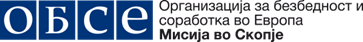 ОБСЕ
Организација за безбедност и
соработка во Европа
Мисија во Скопје